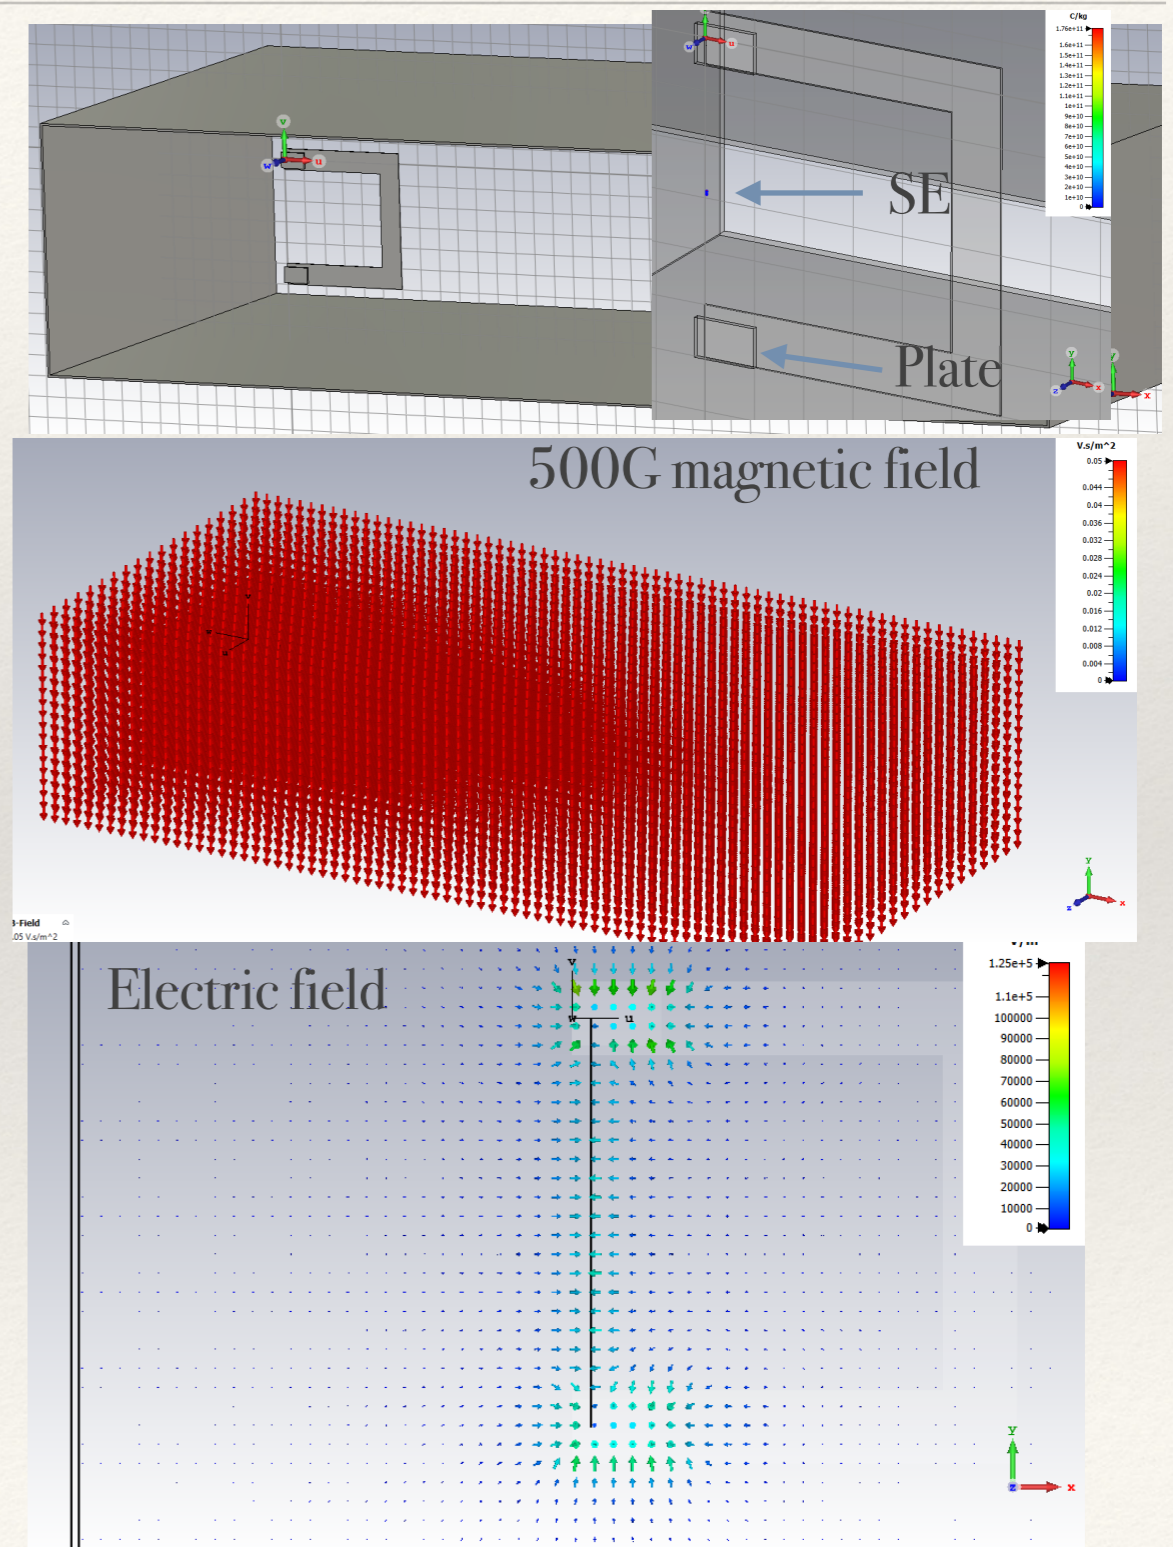 C/kg
1.76e+11
1.6e+11
1.5e+11
1.4e+11
1.3e+11
1.2e+11
1.1e+11
1e+11
9e+10
8e+10
7e+10
6e+10
5e+10
4e+10
3e+10
2e+10
1e+10
0
w u
v
w u
SE
Plate
y
z x
y
x
500G magnetic field
V.s/m^2
0.05
0.044
0.04
0.036
0.032
0.028
0.024
0.02
0.016
0.012
0.008
0.004
0
y
z x
B-Field
.05 V.s/m^2
Electric field
v
w u
V/m
1.25e+5
1.1e+5
100000
90000
80000
70000
60000
50000
40000
30000
20000
10000
0
Y
z x